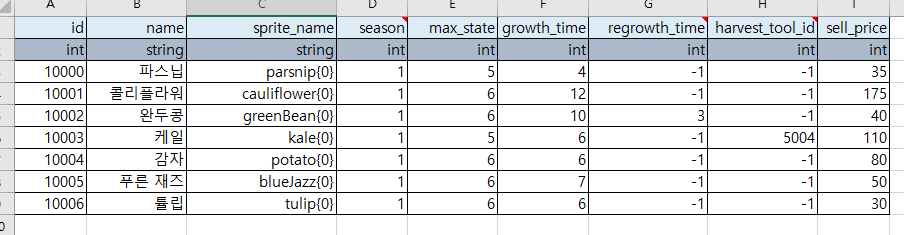 A B C D E F G H I
id name sprite_name season max_state growth_time regrowth_time harvest_tool_id sell_price
int string string int int int int int int
10000 파스닙 parsnip{0} 1 5 4 -1 -1 35
10001 콜리플라워 cauliflower{0} 1 6 12 -1 -1 175
10002 완두콩 greenBean{0} 1 6 10 3 -1 40
10003 케일 kale{0} 1 5 6 -1 5004 110
10004 감자 potato{0} 1 6 6 -1 -1 80
10005 푸른 재즈 blueJazz{0} 1 6 7 -1 -1 50
10006 튤립 tulip{0} 1 6 6 -1 -1 30